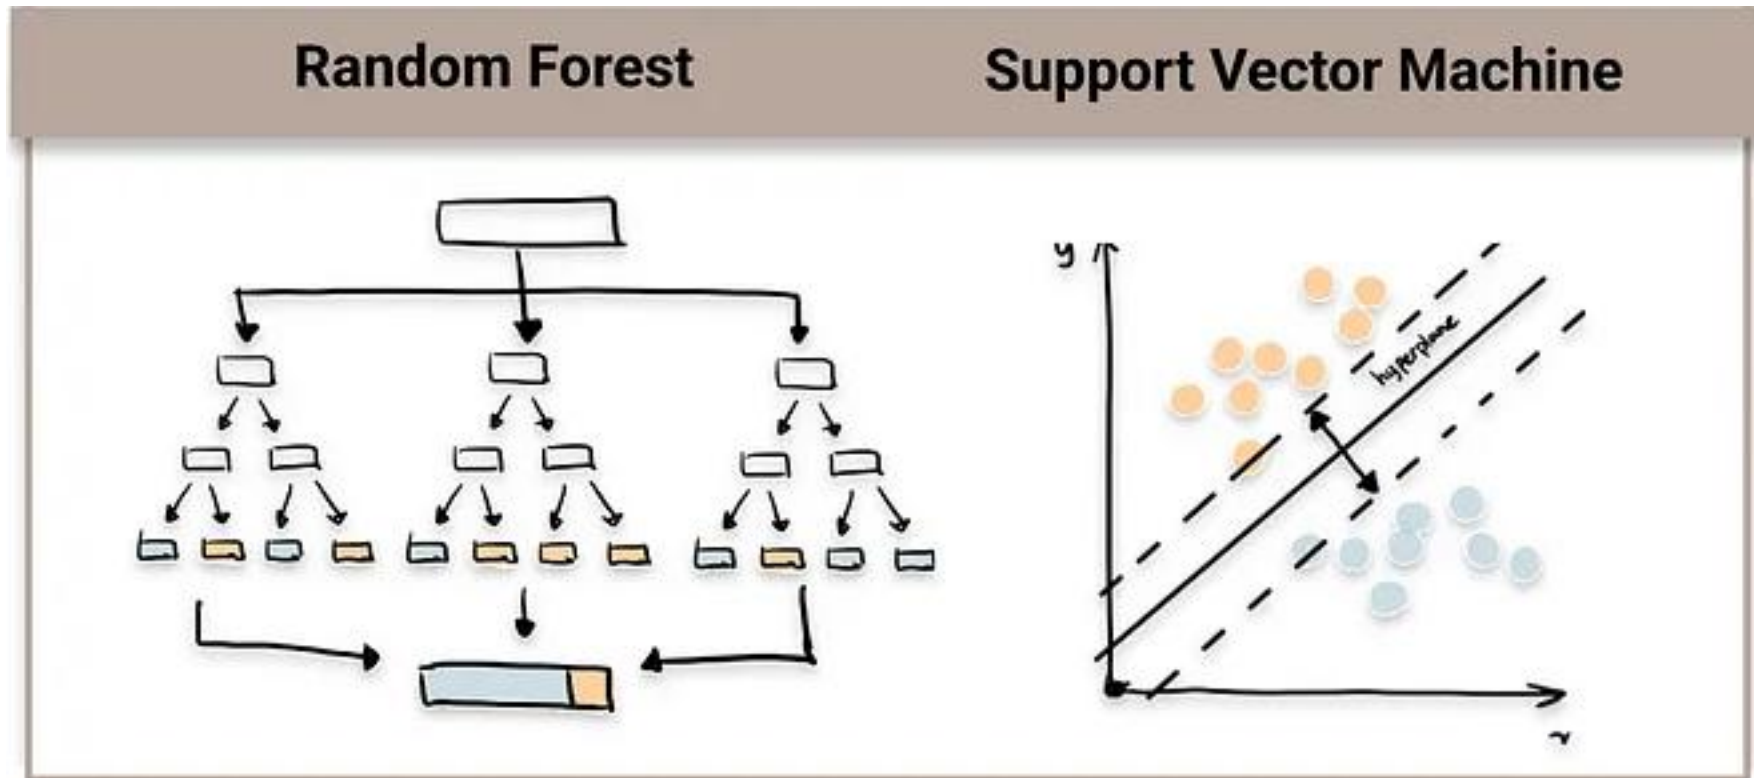 Random Forest
Support Vector Machine
y
hyperplane